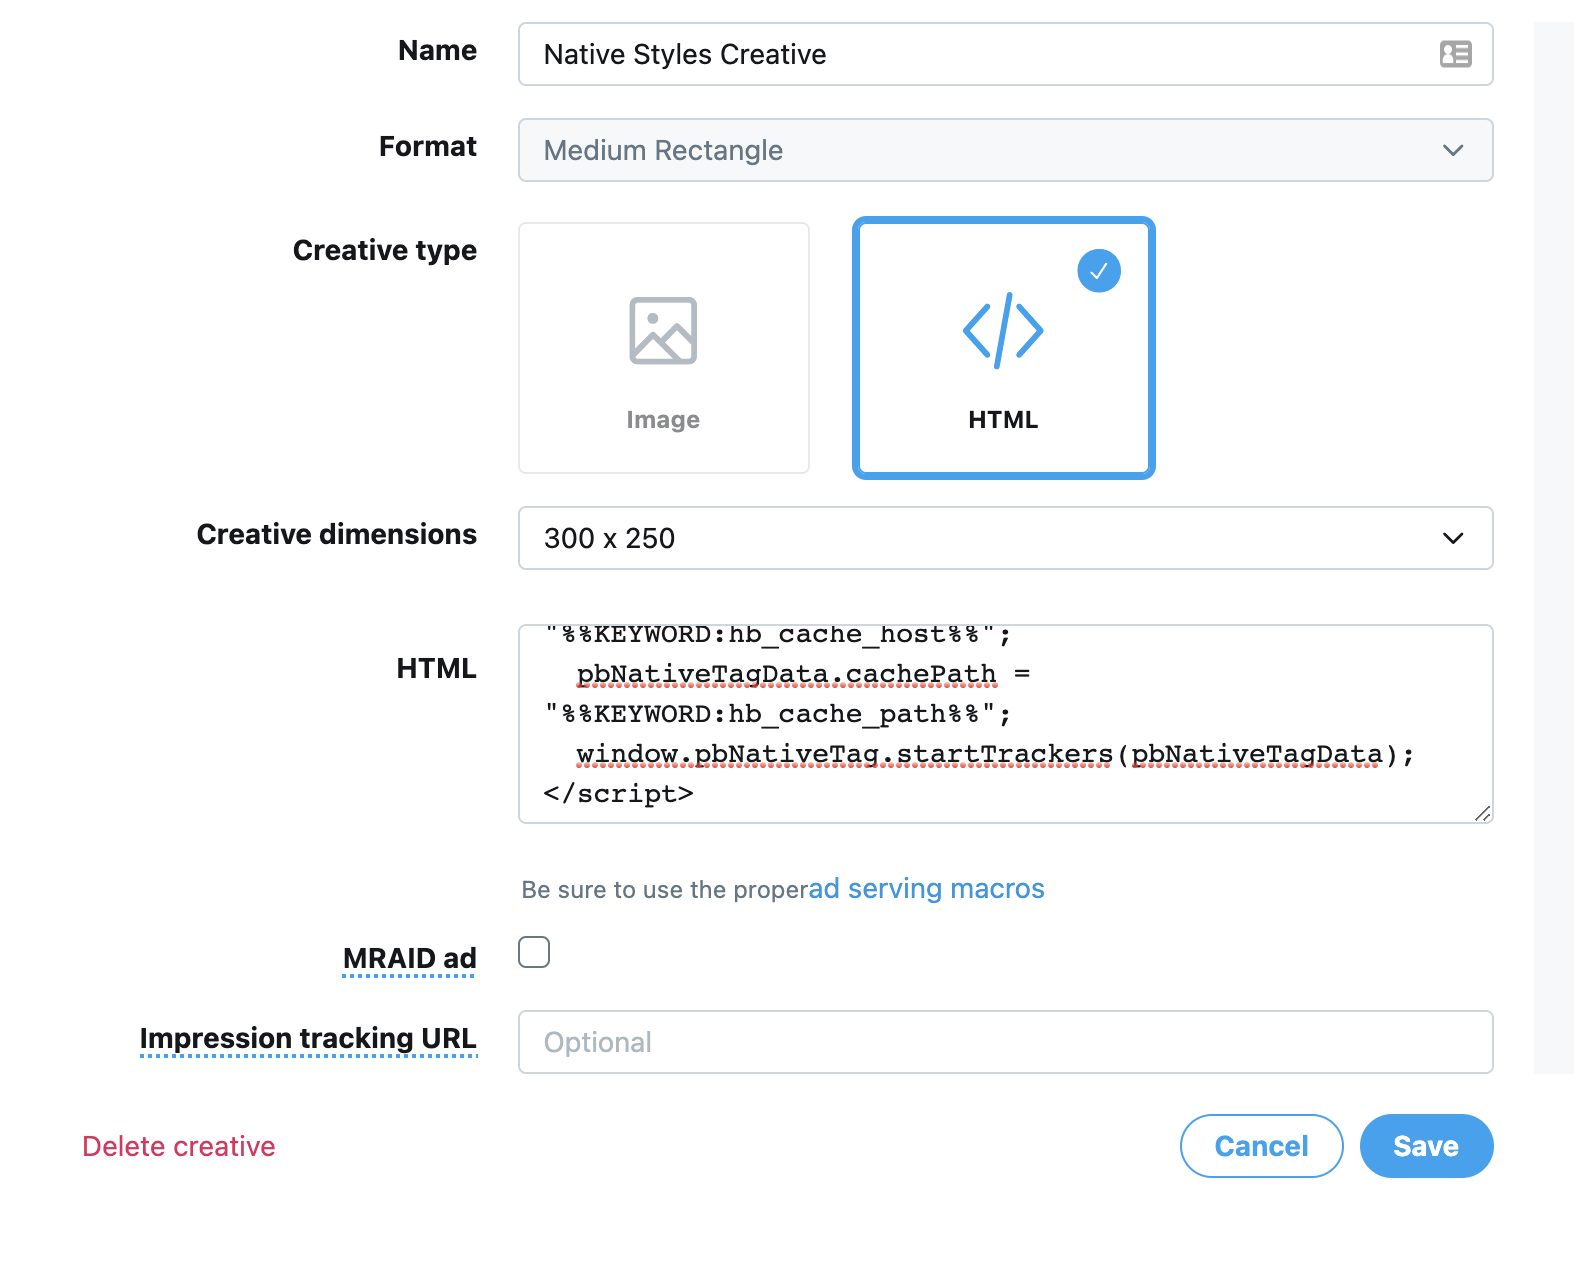 Name
Native Styles Creative
Format
Medium Rectangle
Creative type
Image
HTML
Creative dimensions
300 x 250
HTML
"%%KEYWORD:hb_cache_host%%";
pbNativeTagData.cachePath =
"%%KEYWORD:hb_cache_path%%";
window.pbNativeTag.startTrackers(pbNativeTagData);
</script>
Be sure to use the properad serving macros
MRAID ad
Impression tracking URL
Optional
Delete creative
Cancel
Save